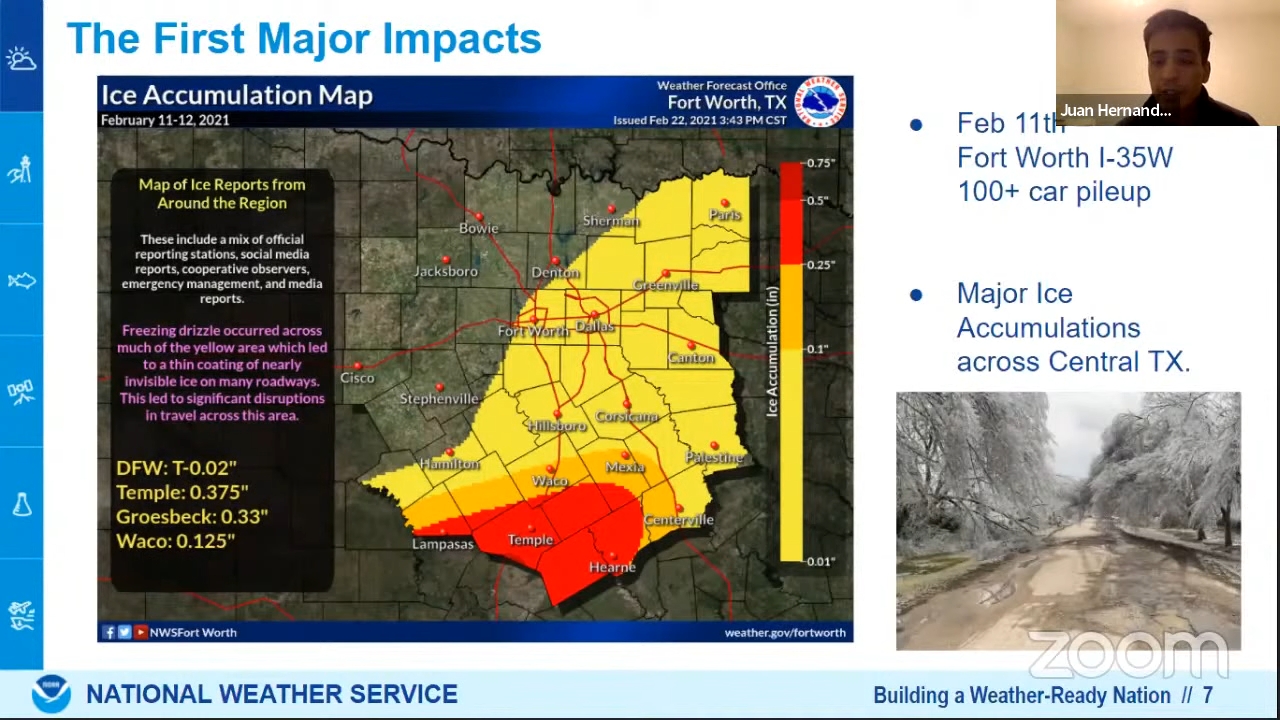 The First Major Impacts
Juan Hernand...
Ice Accumulation Map
February 11-12, 2021
Weather Forecast Office
Fort Worth, TX
Issued Feb 22, 2021 3:43 PM CST
Map of Ice Reports from
Around the Region
These include a mix of official
reporting stations, social media
reports, cooperative observers,
emergency management, and media
reports.
Freezing drizzle occurred across
much of the yellow area which led
to a thin coating of nearly
invisible ice on many roadways.
This led to significant disruptions
in travel across this area.
DFW: T-0.02"
Temple: 0.375"
Groesbeck: 0.33"
Waco: 0.125"
Bowie
Sherman
Paris
Jacksboro
Denton
Greenville
Fort Worth
Dallas
Canton
Cisco
Stephenville
Hillsboro
Corsicana
Hamilton
Waco
Mexia
Palestine
Lampasas
Temple
Centerville
Hearne
Ice Accumulation (in)
0.75"
0.5"
0.25"
0.1"
0.01"
NWSFort Worth
weather.gov/fortworth
● Feb 11th
Fort Worth I-35W
100+ car pileup
● Major Ice
Accumulations
across Central TX.
zoom
NOAA
NATIONAL WEATHER SERVICE
Building a Weather-Ready Nation // 7